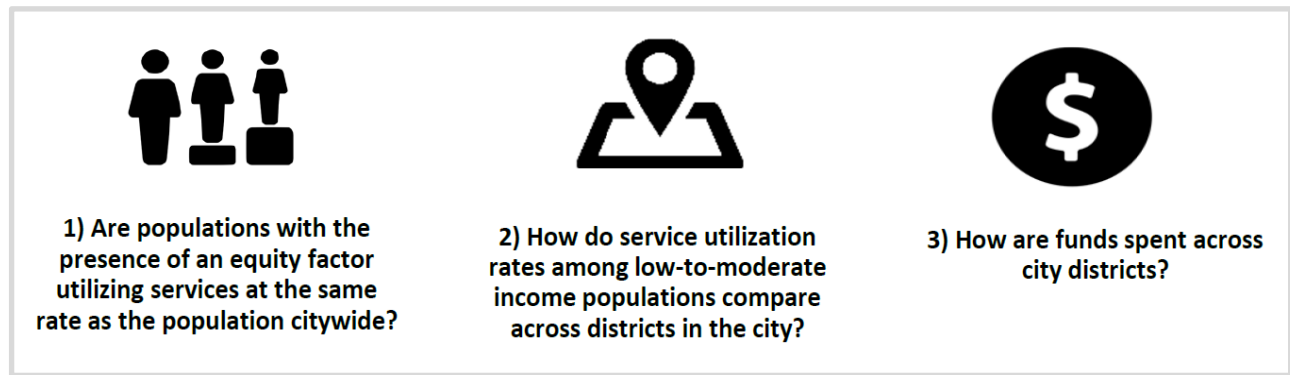 $
1) Are populations with the
presence of an equity factor
utilizing services at the same
rate as the population citywide?
2) How do service utilization
rates among low-to-moderate
income populations compare
across districts in the city?
3) How are funds spent across
city districts?